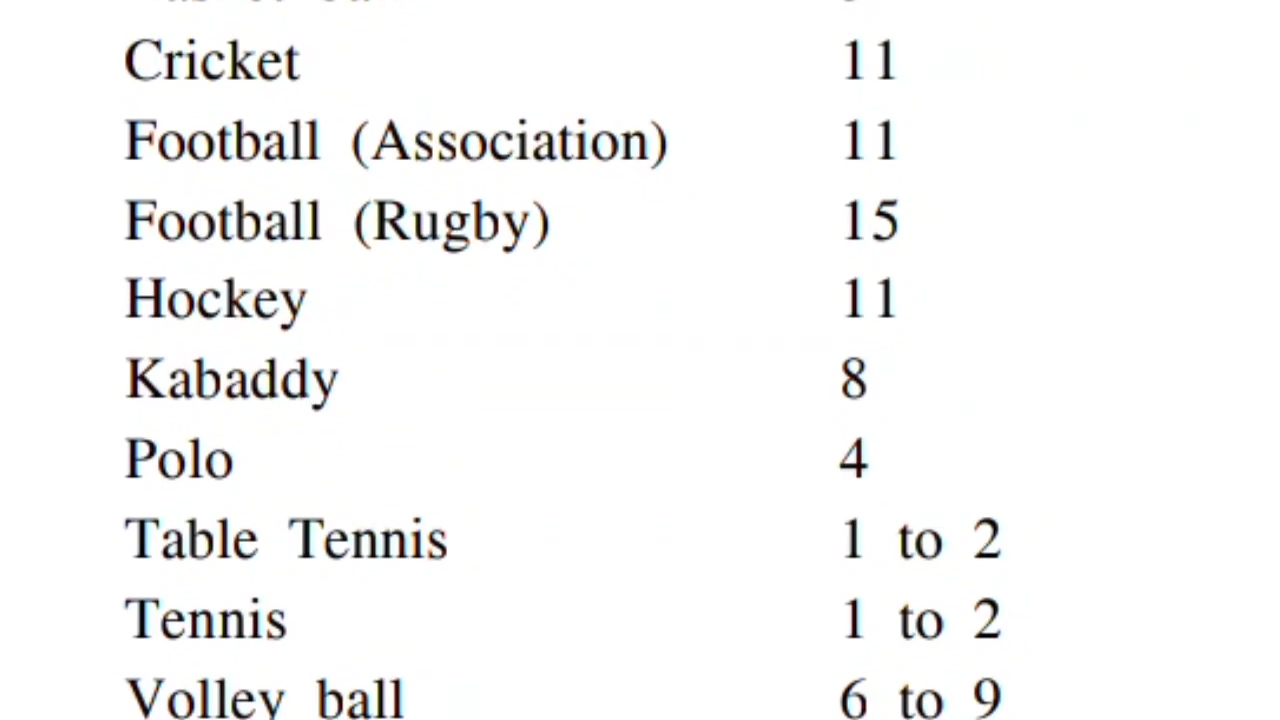 Cricket 11
Football (Association) 11
Football (Rugby) 15
Hockey 11
Kabaddy 8
Polo 4
Table Tennis 1 to 2
Tennis 1 to 2
Volley ball 6 to 9